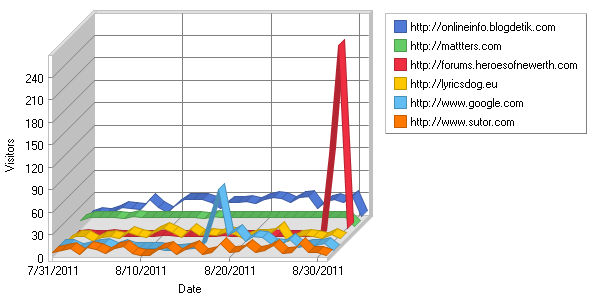 http://onlineinfo.blogdetik.com
http://mattters.com
http://forums.heroesofnewerth.com
http://lyricsdog.eu
http://www.google.com
http://www.sutor.com
Visitors
240
210
180
150
120
90
60
30
0
7/31/2011 8/10/2011 8/20/2011 8/30/2011
Date